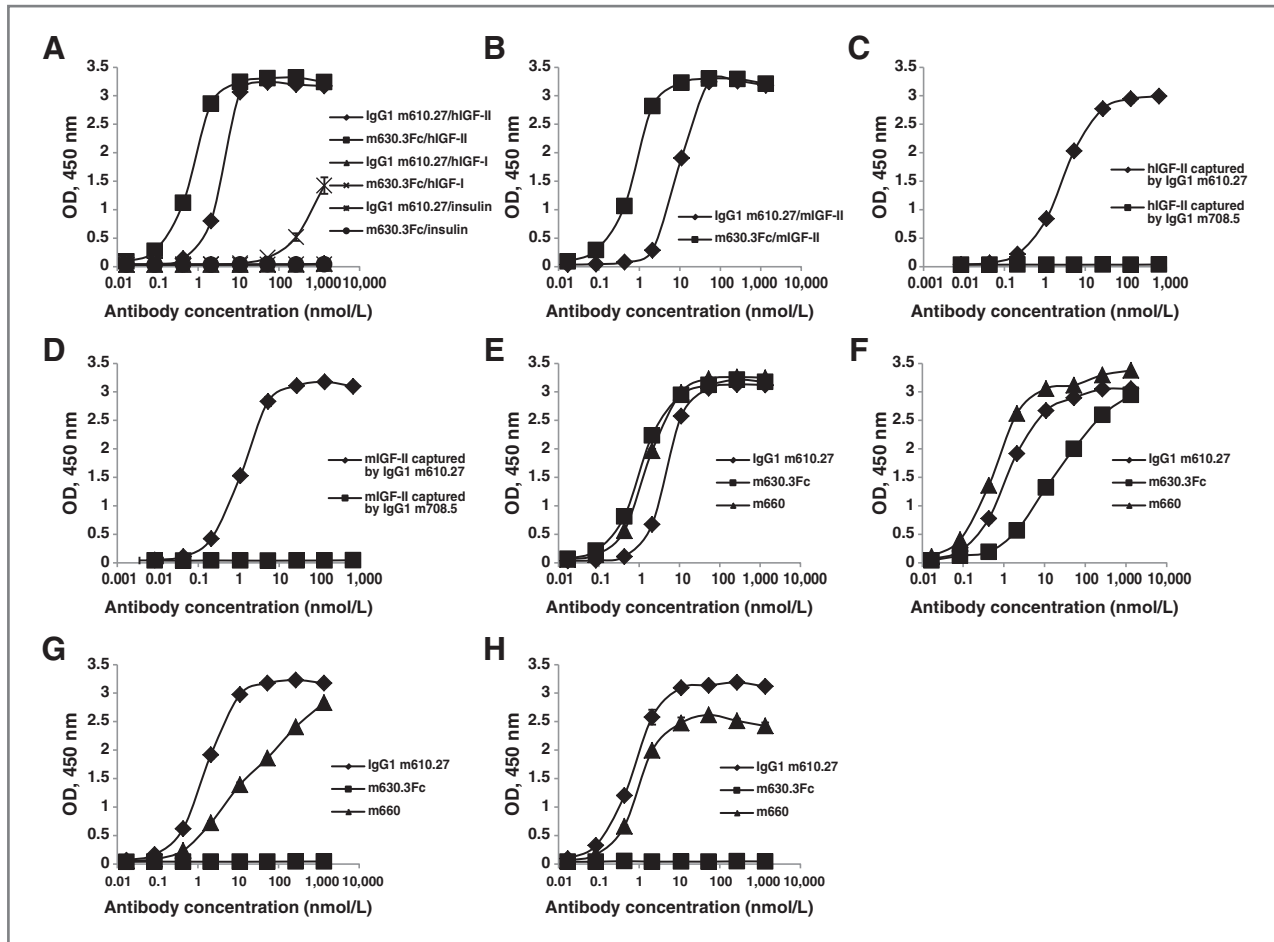 A
3.5
3
2.5
2
1.5
1
0.5
0
OD, 450 nm
0.01 0.1 1 10 100 1,000 10,000
Antibody concentration (nmol/L)
IgG1 m610.27/hIGF-II
m630.3Fc/hIGF-II
IgG1 m610.27/hIGF-I
m630.3Fc/hIGF-I
IgG1 m610.27/insulin
m630.3Fc/insulin
B
3.5
3
2.5
2
1.5
1
0.5
0
OD, 450 nm
0.01 0.1 1 10 100 1,000 10,000
Antibody concentration (nmol/L)
IgG1 m610.27/mIGF-II
m630.3Fc/mIGF-II
C
3.5
3
2.5
2
1.5
1
0.5
0
OD, 450 nm
0.001 0.01 0.1 1 10 100 1,000
Antibody concentration (nmol/L)
hIGF-II captured
by IgG1 m610.27
hIGF-II captured
by IgG1 m708.5
D
3.5
3
2.5
2
1.5
1
0.5
0
OD, 450 nm
0.001 0.01 0.1 1 10 100 1,000
Antibody concentration (nmol/L)
mIGF-II captured
by IgG1 m610.27
mIGF-II captured
by IgG1 m708.5
E
3.5
3
2.5
2
1.5
1
0.5
0
OD, 450 nm
0.01 0.1 1 10 100 1,000 10,000
Antibody concentration (nmol/L)
IgG1 m610.27
m630.3Fc
m660
F
3.5
3
2.5
2
1.5
1
0.5
0
OD, 450 nm
0.01 0.1 1 10 100 1,000 10,000
Antibody concentration (nmol/L)
IgG1 m610.27
m630.3Fc
m660
G
3.5
3
2.5
2
1.5
1
0.5
0
OD, 450 nm
0.01 0.1 1 10 100 1,000 10,000
Antibody concentration (nmol/L)
IgG1 m610.27
m630.3Fc
m660
H
3.5
3
2.5
2
1.5
1
0.5
0
OD, 450 nm
0.01 0.1 1 10 100 1,000 10,000
Antibody concentration (nmol/L)
IgG1 m610.27
m630.3Fc
m660